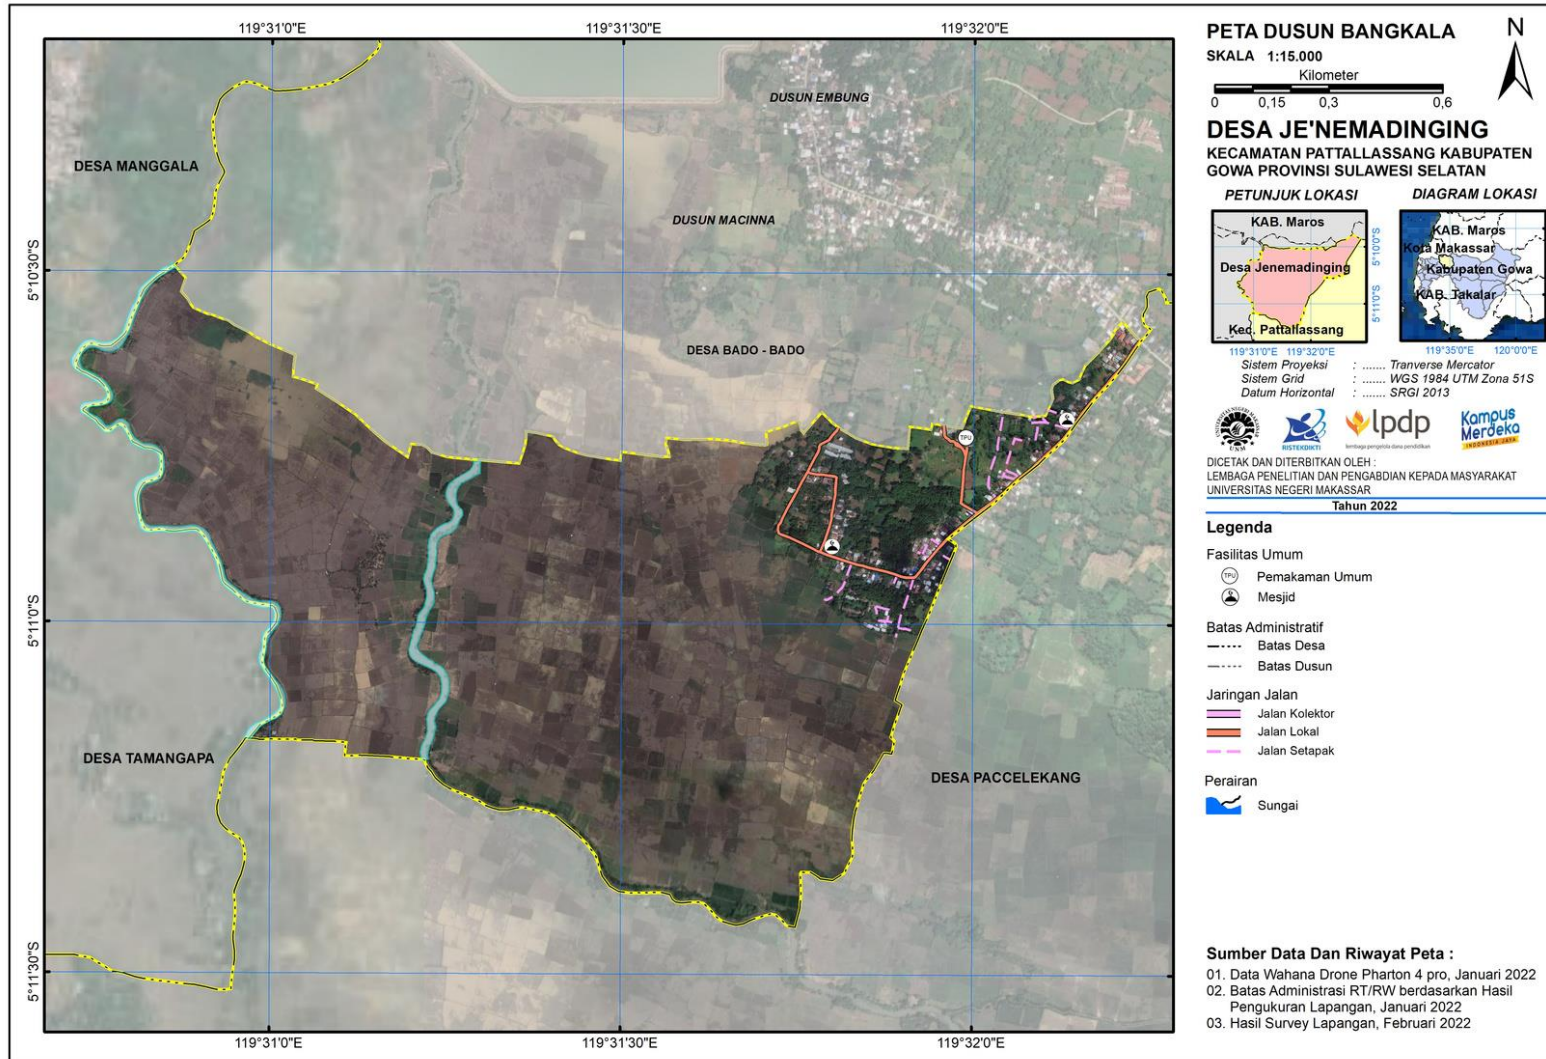 119°31'0"E 119°31'30"E 119°32'0"E
DUSUN EMBUNG
DESA MANGGALA
DUSUN MACINNA
5°10'30"S
DESA BADO - BADO
5°11'0"S
DESA TAMANGAPA
DESA PACCELEKANG
5°11'30"S
TPU
119°31'0"E 119°31'30"E 119°32'0"E
PETA DUSUN BANGKALA
N
SKALA 1:15.000
Kilometer
0 0,15 0,3 0,6
DESA JE'NEMADINGING
KECAMATAN PATTALLASSANG KABUPATEN
GOWA PROVINSI SULAWESI SELATAN
PETUNJUK LOKASI
KAB. Maros
Desa Jenemadinging
Kec. Pattallassang
5°10'0"S
5°11'0"S
119°31'0"E 119°32'0"E
DIAGRAM LOKASI
KAB. Maros
Kota Makassar
Kabupaten Gowa
KAB. Takalar
119°35'0"E 120°0'0"E
Sistem Proyeksi : ....... Tranverse Mercator
Sistem Grid : ....... WGS 1984 UTM Zona 51S
Datum Horizontal : ....... SRGI 2013
UNIVERSITAS NEGERI MAKASSAR
UNM
RISTEKDIKTI
lpdp
lembaga pengelola dana pendidikan
Kampus
Merdeka
INDONESIA JAYA
DICETAK DAN DITERBITKAN OLEH :
LEMBAGA PENELITIAN DAN PENGABDIAN KEPADA MASYARAKAT
UNIVERSITAS NEGERI MAKASSAR
Tahun 2022
Legenda
Fasilitas Umum
TPU Pemakaman Umum
Mesjid
Batas Administratif
Batas Desa
Batas Dusun
Jaringan Jalan
Jalan Kolektor
Jalan Lokal
Jalan Setapak
Perairan
Sungai
Sumber Data Dan Riwayat Peta :
01. Data Wahana Drone Pharton 4 pro, Januari 2022
02. Batas Administrasi RT/RW berdasarkan Hasil
Pengukuran Lapangan, Januari 2022
03. Hasil Survey Lapangan, Februari 2022